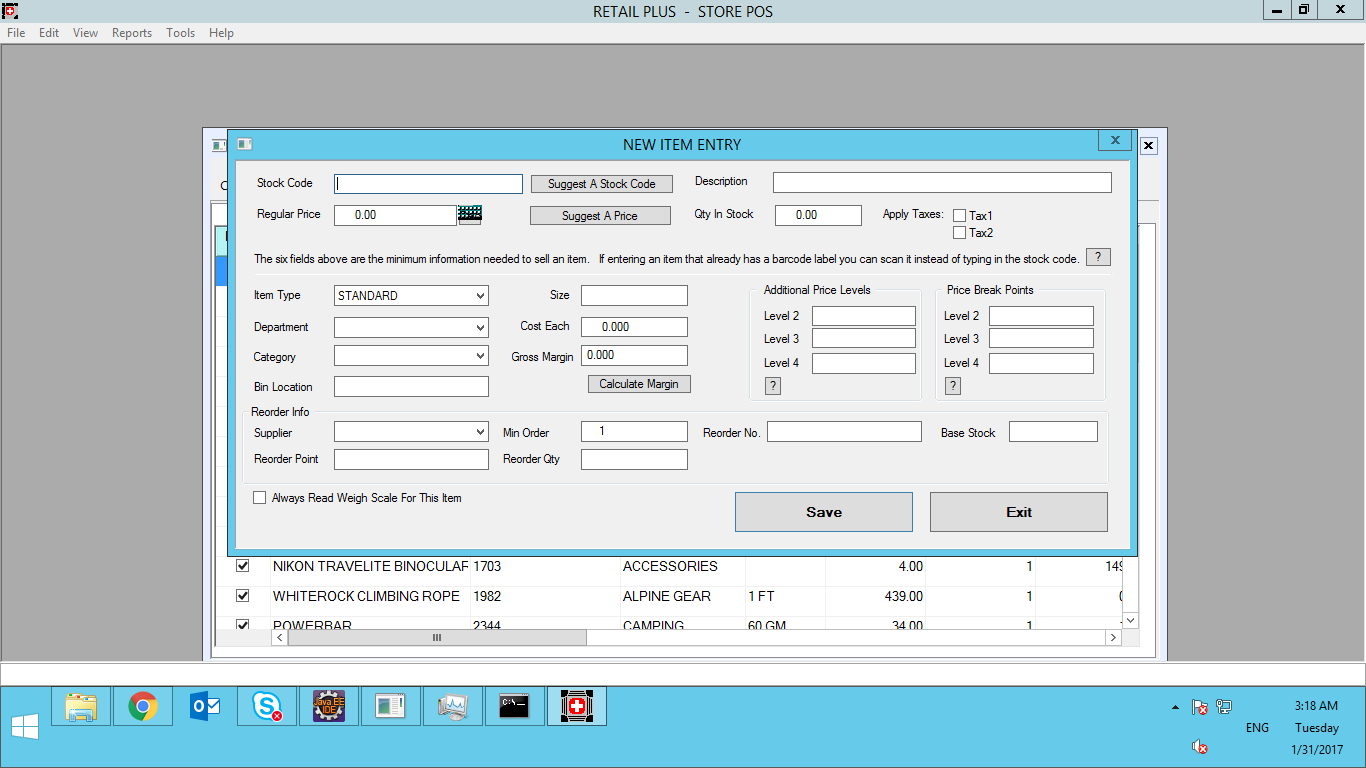 RETAIL PLUS - STORE POS
File Edit View Reports Tools Help
NEW ITEM ENTRY
Stock Code Suggest A Stock Code Description
Regular Price 0.00 Suggest A Price Qty In Stock 0.00 Apply Taxes: Tax1
Tax2
The six fields above are the minimum information needed to sell an item. If entering an item that already has a barcode label you can scan it instead of typing in the stock code. ?
Item Type STANDARD Size Additional Price Levels Price Break Points
Level 2 Level 2
Department Cost Each 0.000
Level 3 Level 3
Category Gross Margin 0.000
Level 4 Level 4
Bin Location Calculate Margin ? ?
Reorder Info
Supplier Min Order 1 Reorder No. Base Stock
Reorder Point Reorder Qty
Always Read Weigh Scale For This Item
Save Exit
NIKON TRAVELITE BINOCULAR 1703 ACCESSORIES 4.00 1 149
WHITEROCK CLIMBING ROPE 1982 ALPINE GEAR 1 FT 439.00 1
POWERBAR 2344 CAMPING 60 GM 34.00 1
Java EE
IDE
C:\
3:18 AM
ENG Tuesday
1/31/2017